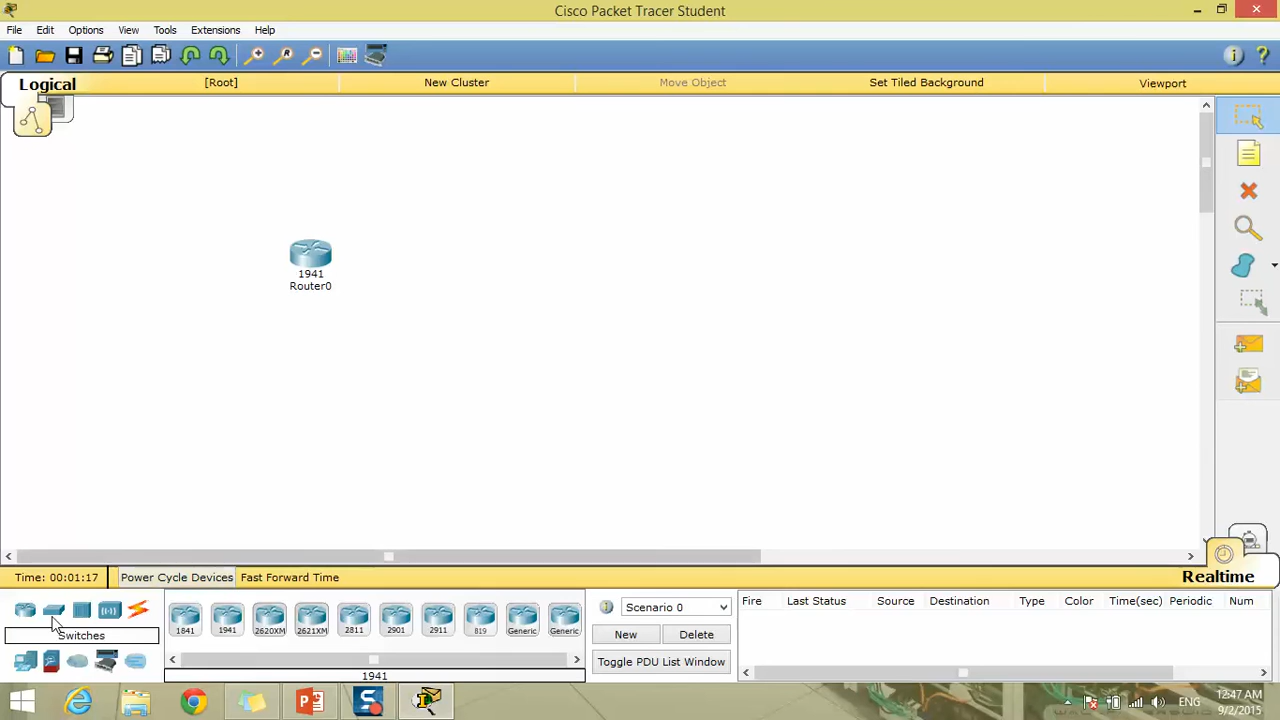 Cisco Packet Tracer Student
File Edit Options View Tools Extensions Help
Logical [Root] New Cluster Move Object Set Tiled Background Viewport
1941
Router0
Time: 00:01:17 Power Cycle Devices Fast Forward Time Realtime
Switches
1841 1941 2620XM 2621XM 2811 2901 2911 819 Generic Generic
1941
Scenario 0
New Delete
Toggle PDU List Window
Fire Last Status Source Destination Type Color Time(sec) Periodic Num
ENG
12:47 AM
9/2/2015